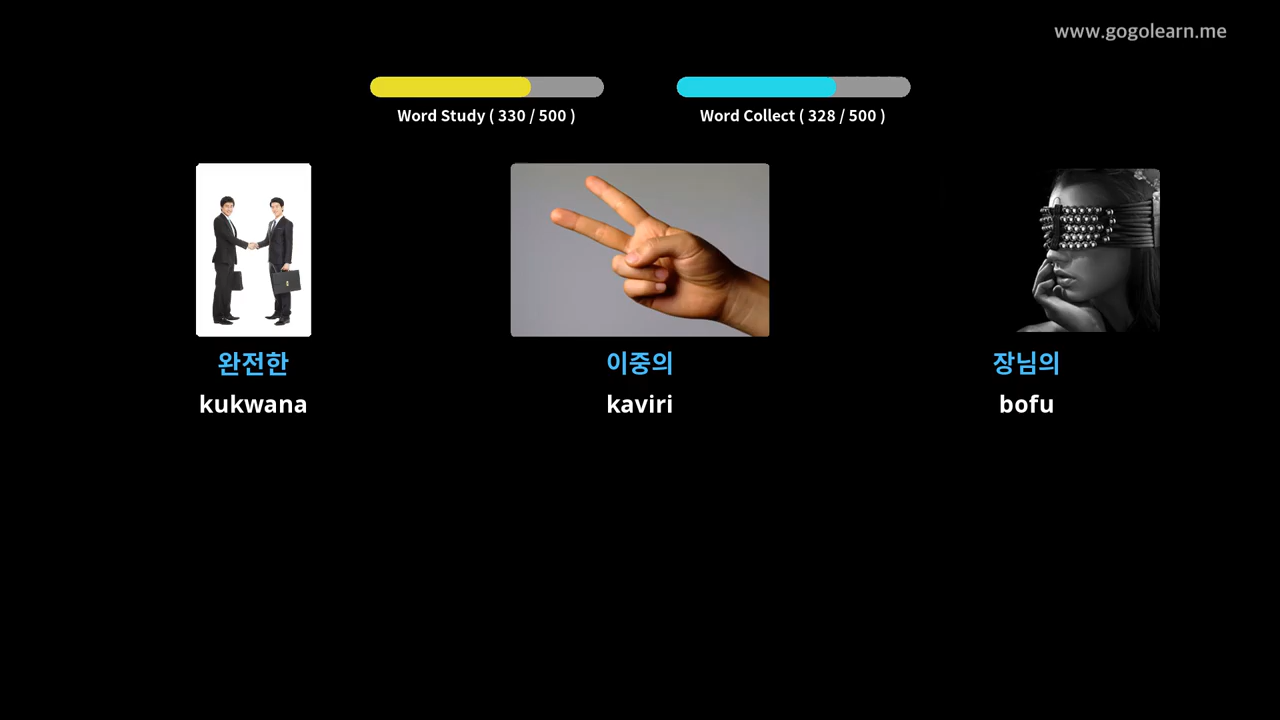 www.gogolearn.me
Word Study ( 330 / 500 )
Word Collect ( 328 / 500 )
완전한
이중의
장님의
kukwana
kaviri
bofu